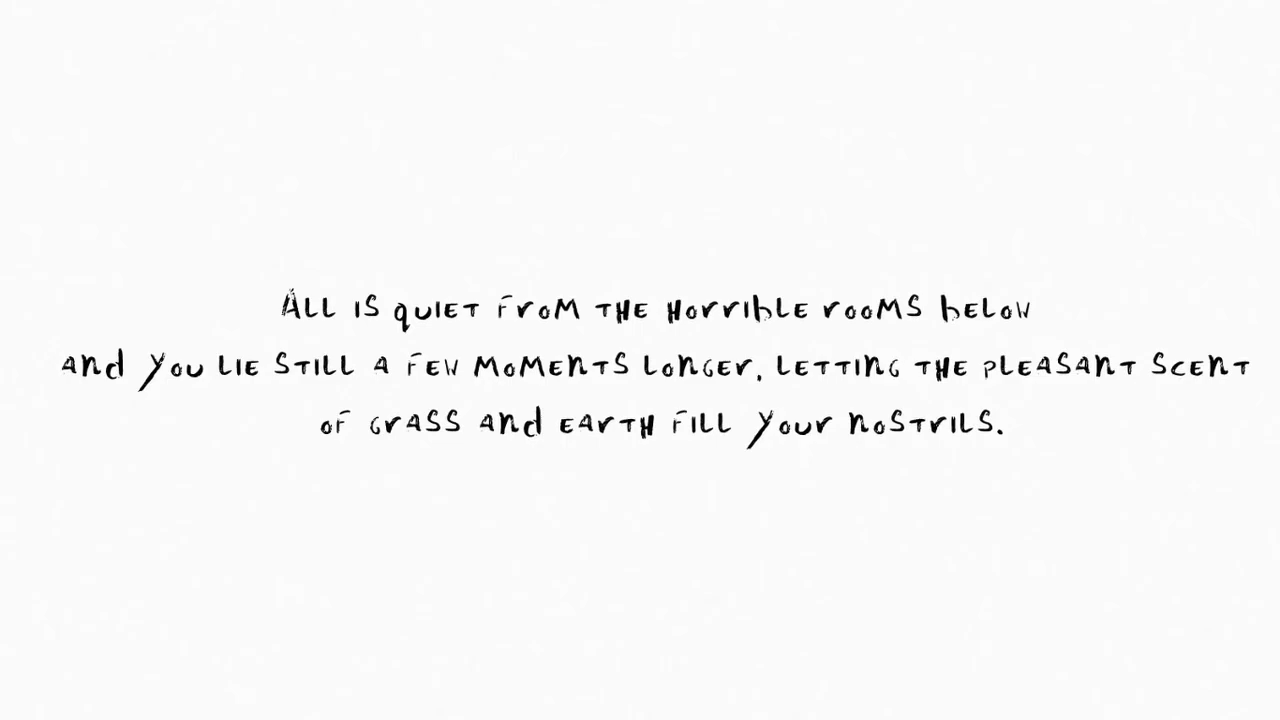 All is quiet from the horrible rooms below
and you lie still a few moments longer, letting the pleasant scent
of grass and earth fill your nostrils.